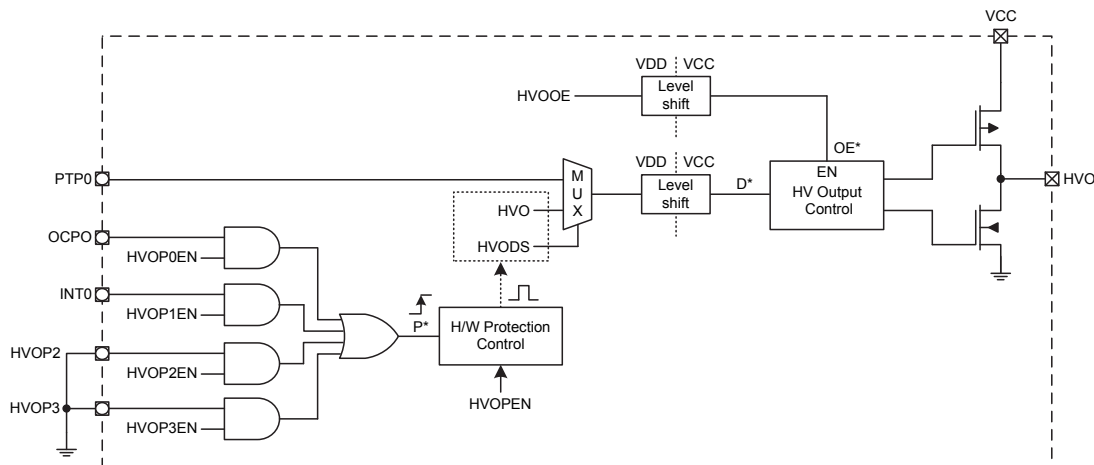 VCC
VDD VCC
HVOOE
Level
shift
OE*
PTP0
M
U
X
VDD VCC
Level
shift
D*
EN
HV Output
Control
HVO
HVO
HVODS
OCPO
HVOP0EN
INT0
HVOP1EN
P*
H/W Protection
Control
HVOP2
HVOP2EN
HVOPEN
HVOP3
HVOP3EN